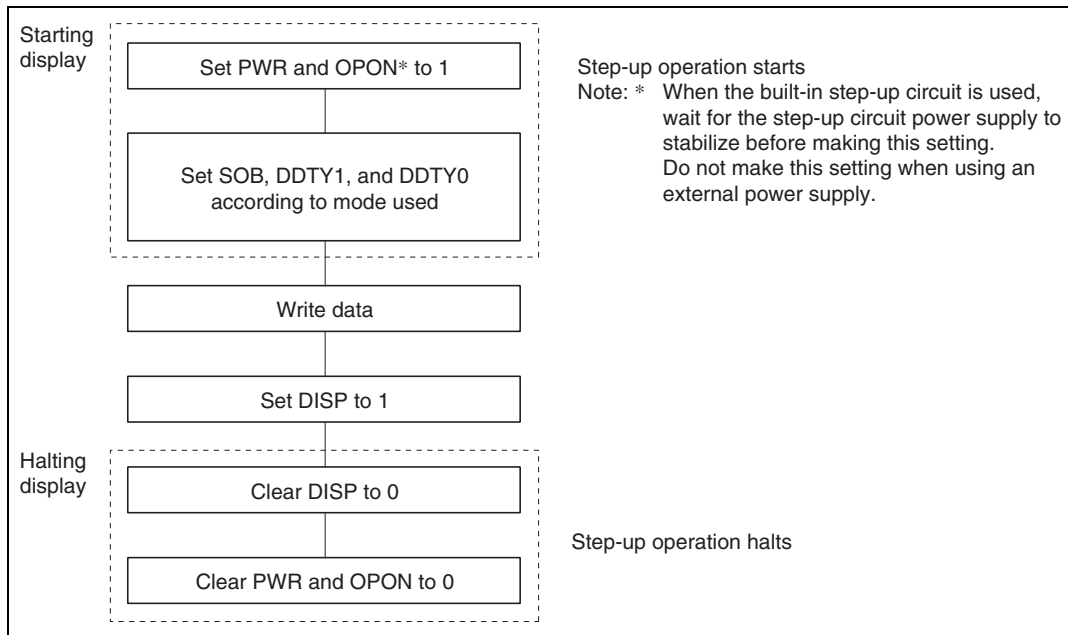 Starting
display
Set PWR and OPON* to 1
Step-up operation starts
Note: * When the built-in step-up circuit is used,
wait for the step-up circuit power supply to
stabilize before making this setting.
Do not make this setting when using an
external power supply.
Set SOB, DDTY1, and DDTY0
according to mode used
Write data
Set DISP to 1
Halting
display
Clear DISP to 0
Step-up operation halts
Clear PWR and OPON to 0